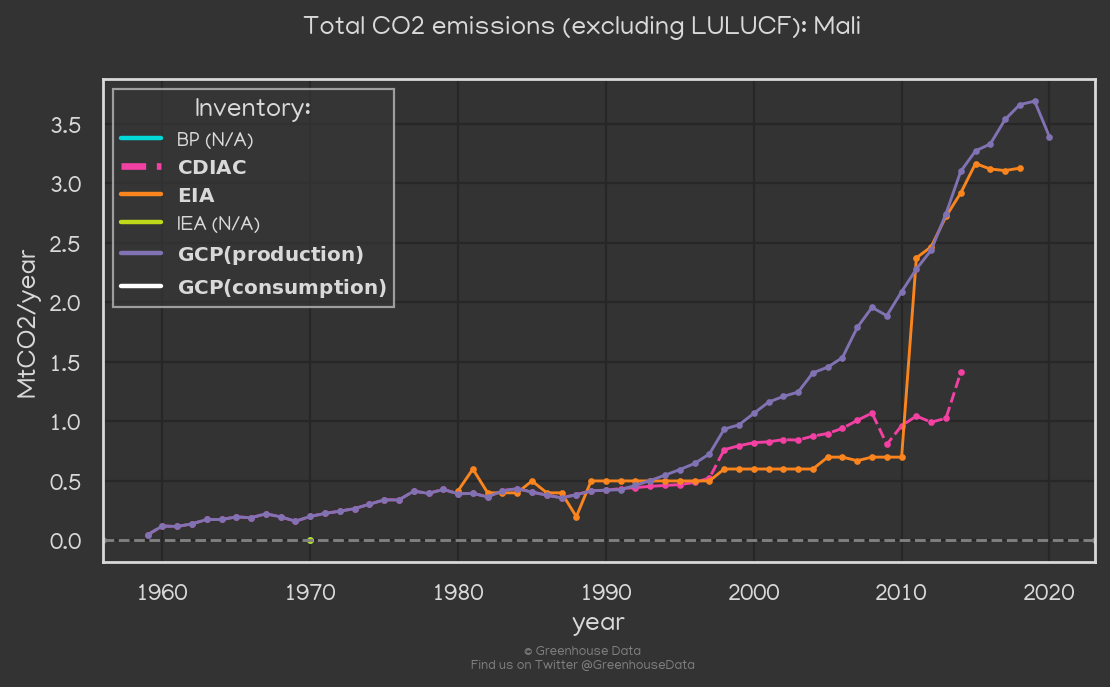 Total CO2 emissions (excluding LULUCF): Mali
Inventory:
BP (N/A)
CDIAC
EIA
IEA (N/A)
GCP(production)
GCP(consumption)
MtCO2/year
3.5
3.0
2.5
2.0
1.5
1.0
0.5
0.0
1960 1970 1980 1990 2000 2010 2020
year
© Greenhouse Data
Find us on Twitter @GreenhouseData